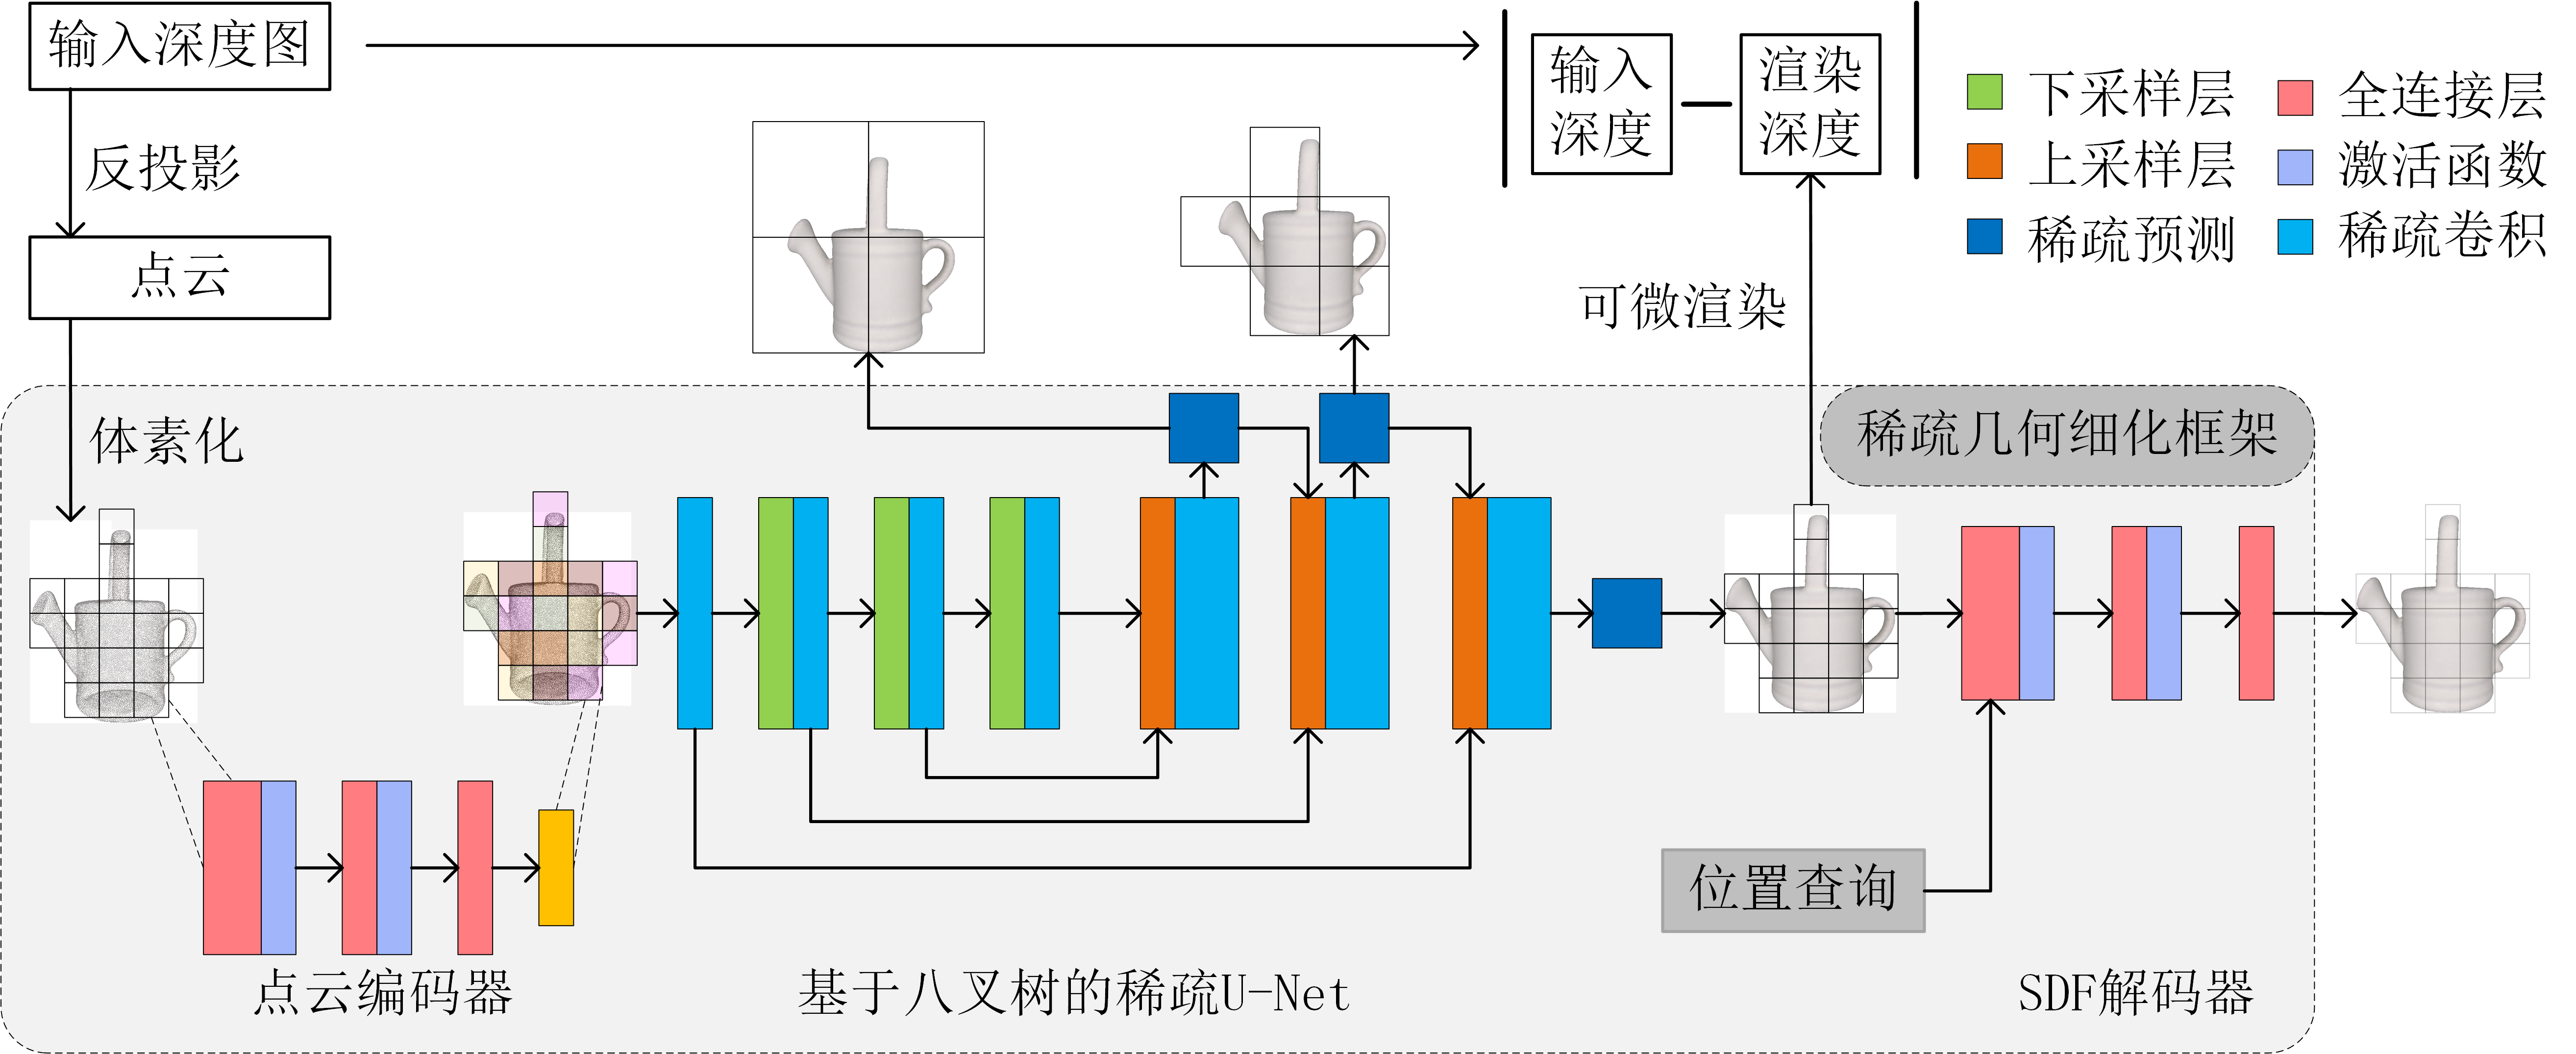 输入深度图
输入
深度
渲染
深度
下采样层
全连接层
上采样层
激活函数
稀疏预测
稀疏卷积
反投影
点云
可微渲染
体素化
稀疏几何细化框架
位置查询
点云编码器
基于八叉树的稀疏U-Net
SDF解码器